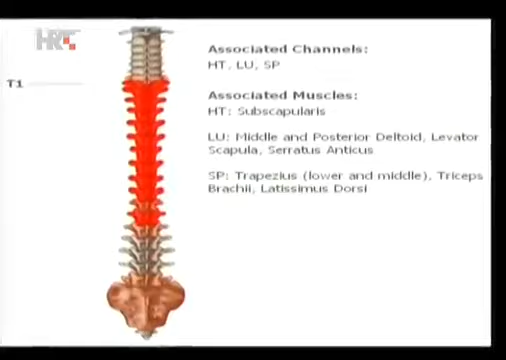 HRT
Associated Channels:
HT, LU, SP
T1
Associated Muscles:
HT: Subscapularis
LU: Middle and Posterior Deltoid, Levator
Scapula, Serratus Anticus
SP: Trapezius (lower and middle), Triceps
Brachii, Latissimus Dorsi